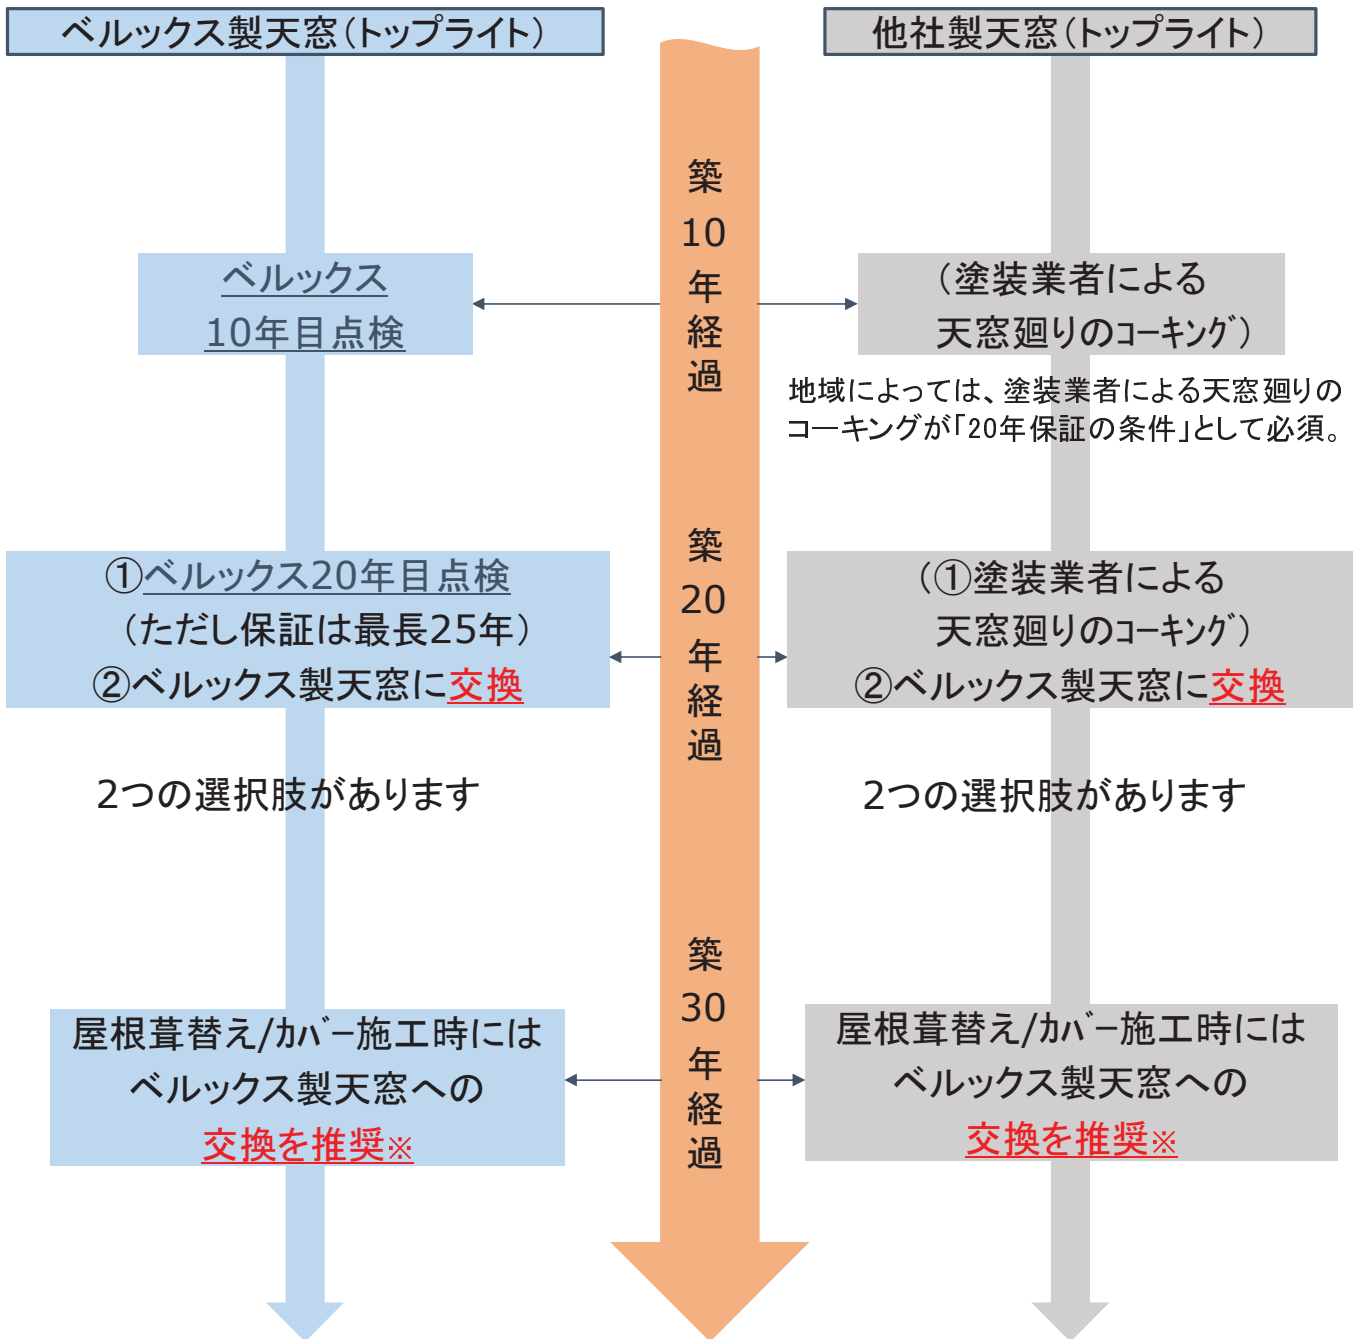 ベルックス製天窓（トップライト）
他社製天窓（トップライト）
築10年経過
ベルックス
10年目点検
（塗装業者による
天窓廻りのｺｰｷﾝｸﾞ）
地域によっては、塗装業者による天窓廻りの
コーキングが｢20年保証の条件｣として必須。
築20年経過
①ベルックス20年目点検
（ただし保証は最長25年）
②ベルックス製天窓に交換
（①塗装業者による
天窓廻りのｺｰｷﾝｸﾞ）
②ベルックス製天窓に交換
2つの選択肢があります
2つの選択肢があります
築30年経過
屋根葺替え/ｶﾊﾞｰ施工時には
ベルックス製天窓への
交換を推奨※
屋根葺替え/ｶﾊﾞｰ施工時には
ベルックス製天窓への
交換を推奨※